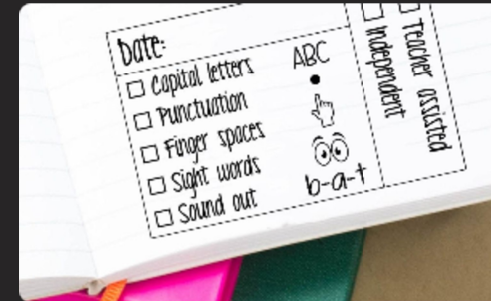 Date:
Capital letters ABC
Punctuation
Finger spaces
Sight words
Sound out b-a-t
Independent
Teacher assisted